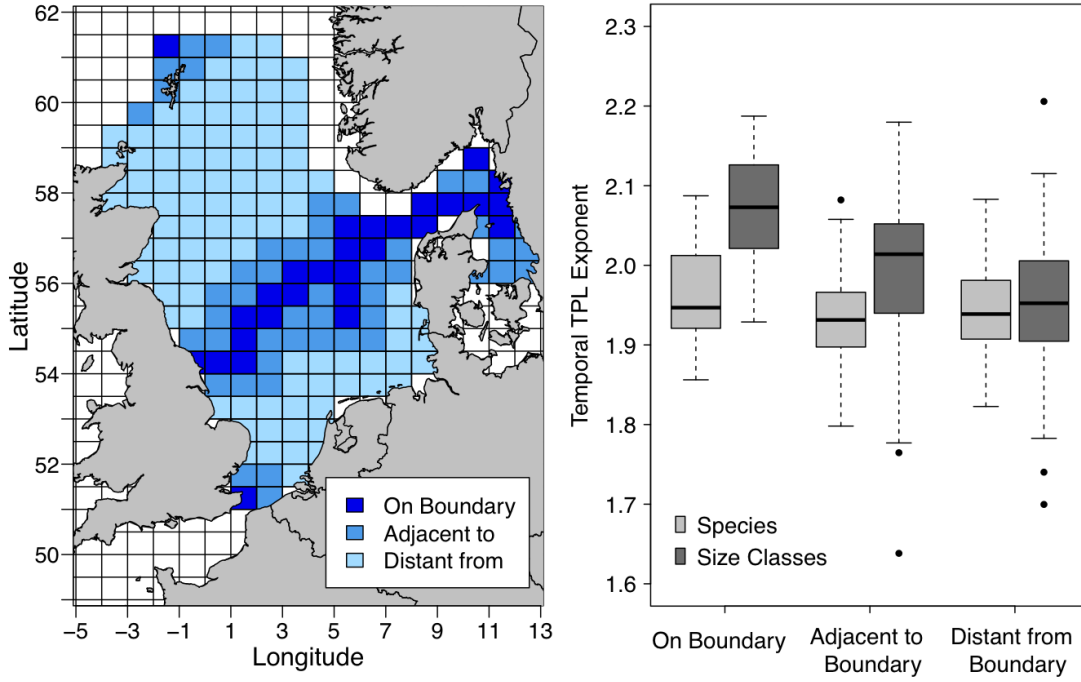 62
60
58
56
54
52
50
Latitude
−5
−3
−1
1
3
5
7
9
11
13
Longitude
On Boundary
Adjacent to
Distant from
2.3
2.2
2.1
2.0
1.9
1.8
1.7
1.6
Temporal TPL Exponent
Species
Size Classes
On Boundary
Adjacent to
Boundary
Distant from
Boundary